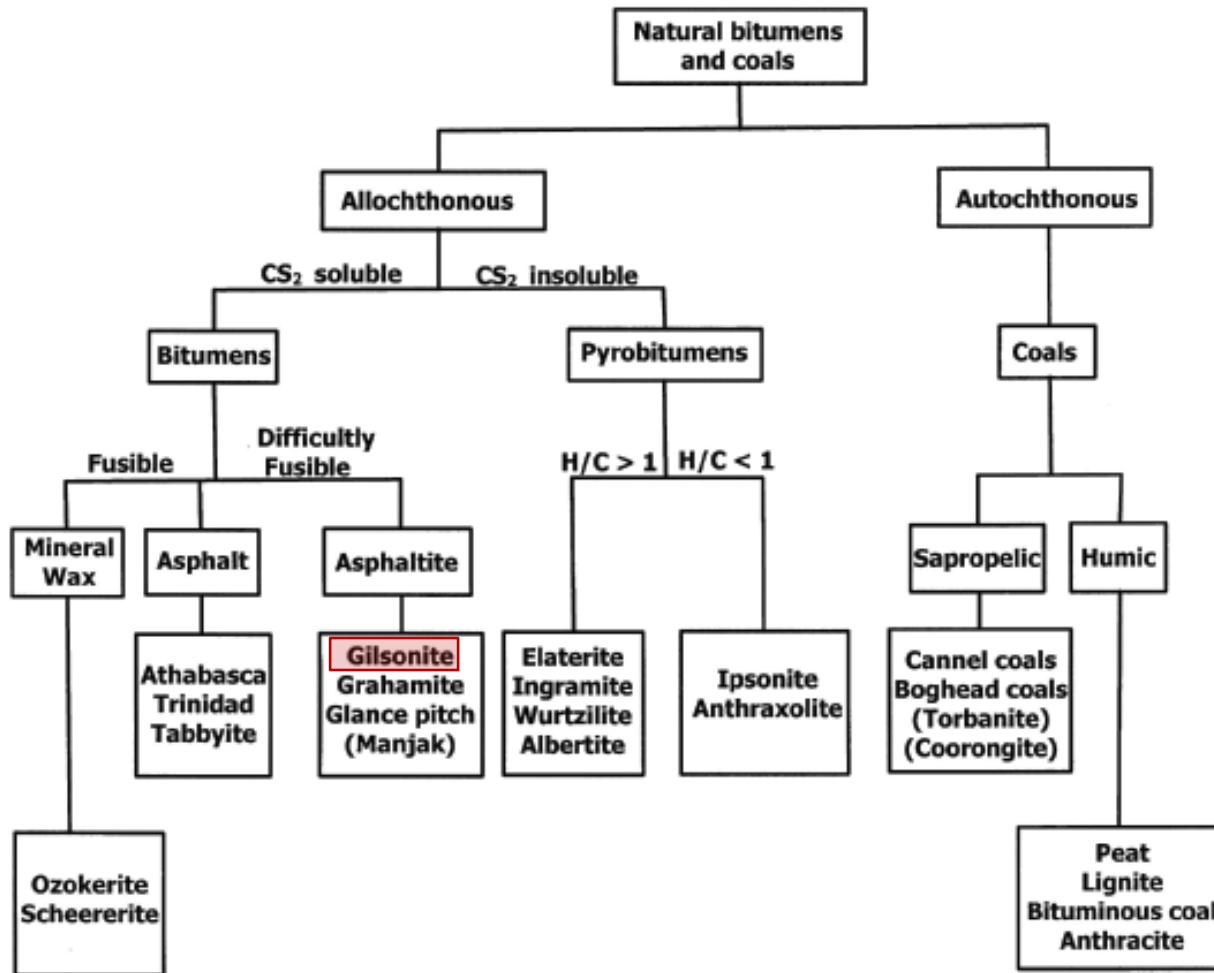 Natural bitumens
and coals
Allochthonous
Autochthonous
CS₂ soluble
CS₂ insoluble
Bitumens
Pyrobitumens
Coals
Fusible
Difficultly
Fusible
H/C > 1
H/C < 1
Mineral
Wax
Asphalt
Asphaltite
Sapropelic
Humic
Athabasca
Trinidad
Tabbyite
Gilsonite
Grahamite
Glance pitch
(Manjak)
Elaterite
Ingramite
Wurtzilite
Albertite
Ipsonite
Anthraxolite
Cannel coals
Boghead coals
(Torbanite)
(Coorongite)
Ozokerite
Scheererite
Peat
Lignite
Bituminous coal
Anthracite